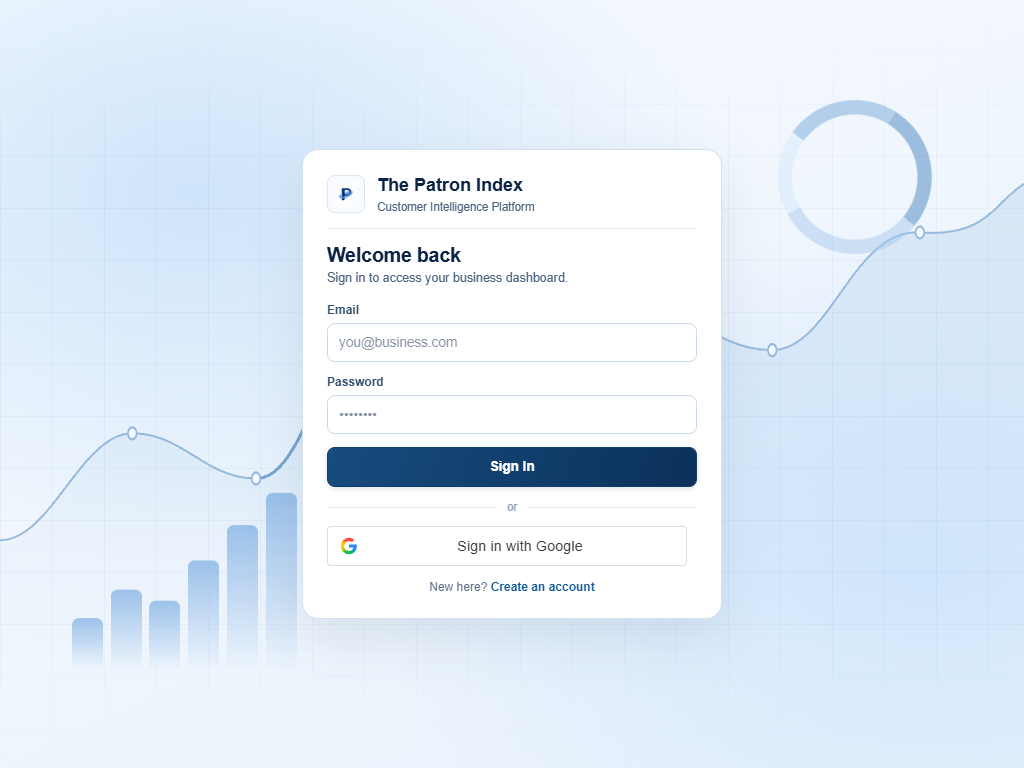 The Patron Index
Customer Intelligence Platform
Welcome back
Sign in to access your business dashboard.
Email
you@business.com
Password
••••••••
Sign In
or
Sign in with Google
New here? Create an account